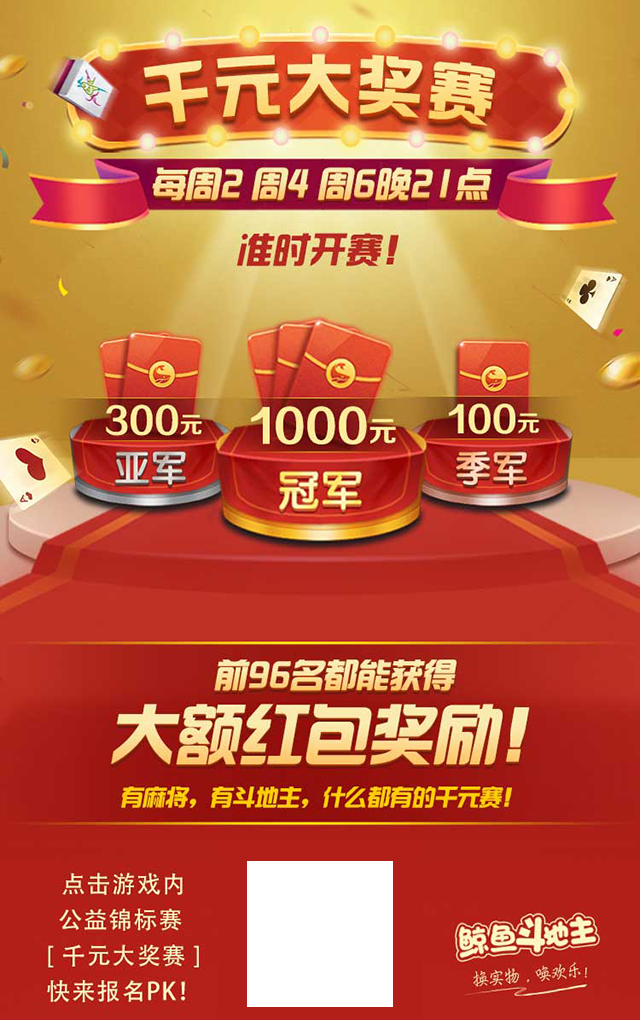 千元大奖赛
每周2 周4 周6晚21点
准时开赛!
300元
1000元
100元
亚军
冠军
季军
前96名都能获得
大额红包奖励!
有麻将，有斗地主，什么都有的千元赛!
点击游戏内
公益锦标赛
[ 千元大奖赛 ]
快来报名PK!
鲸鱼斗地主
换实物，唤欢乐!